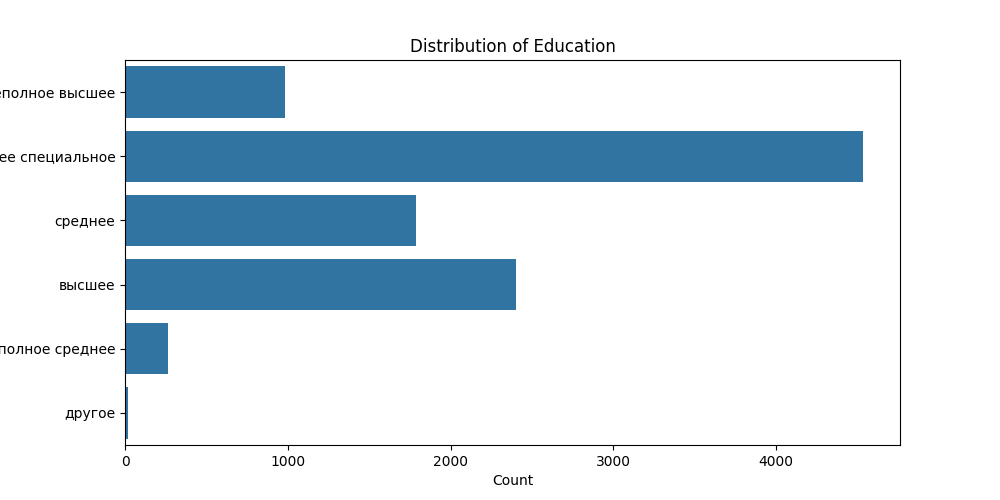 Distribution of Education
еполное высшее
ее специальное
среднее
высшее
полное среднее
другое
0 1000 2000 3000 4000
Count